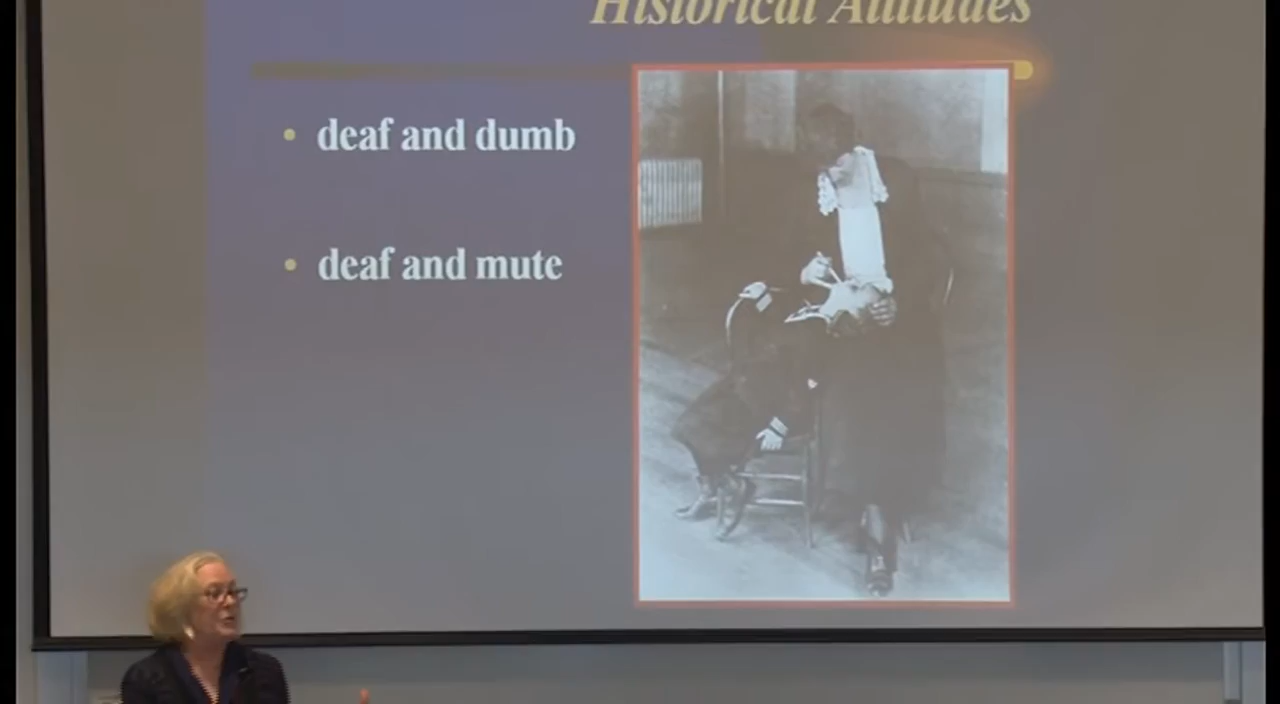 Historical Attitudes
• deaf and dumb
• deaf and mute